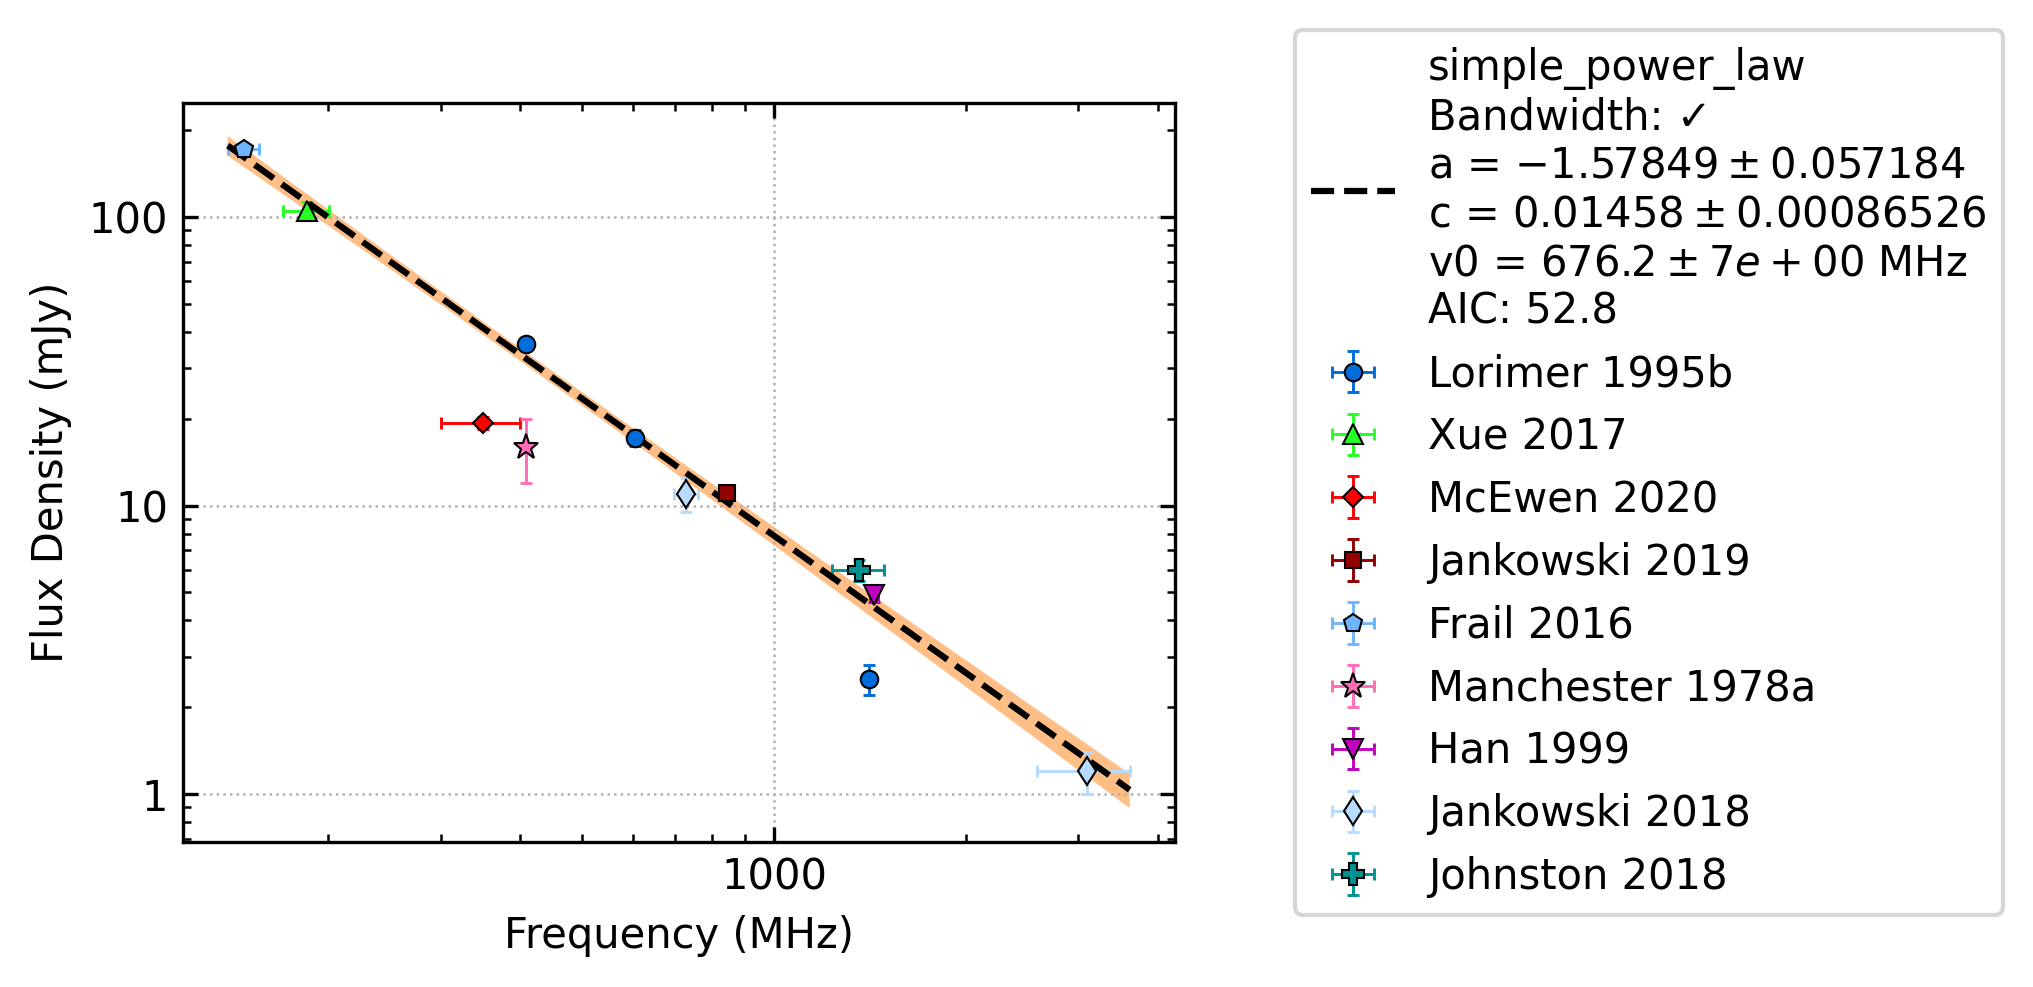 simple_power_law
Bandwidth: ✓
a = −1.57849 ± 0.057184
c = 0.01458 ± 0.00086526
v0 = 676.2 ± 7e + 00 MHz
AIC: 52.8
Lorimer 1995b
Xue 2017
McEwen 2020
Jankowski 2019
Frail 2016
Manchester 1978a
Han 1999
Jankowski 2018
Johnston 2018
Flux Density (mJy)
100
10
1
1000
Frequency (MHz)